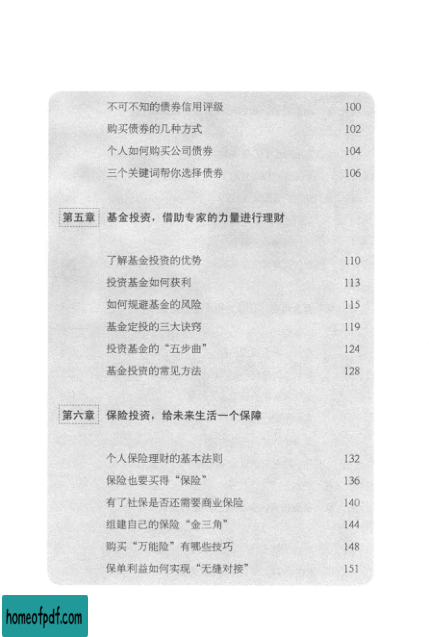 不可不知的债券信用评级 100
购买债券的几种方式 102
个人如何购买公司债券 104
三个关键词帮你选择债券 106
第五章 基金投资，借助专家的力量进行理财
了解基金投资的优势 110
投资基金如何获利 113
如何规避基金的风险 115
基金定投的三大诀窍 119
投资基金的“五步曲” 124
基金投资的常见方法 128
第六章 保险投资，给未来生活一个保障
个人保险理财的基本法则 132
保险也要买得“保险” 136
有了社保是否还需要商业保险 140
组建自己的保险“金三角” 144
购买“万能险”有哪些技巧 148
保单利益如何实现“无缝对接” 151
homeofpdf.com